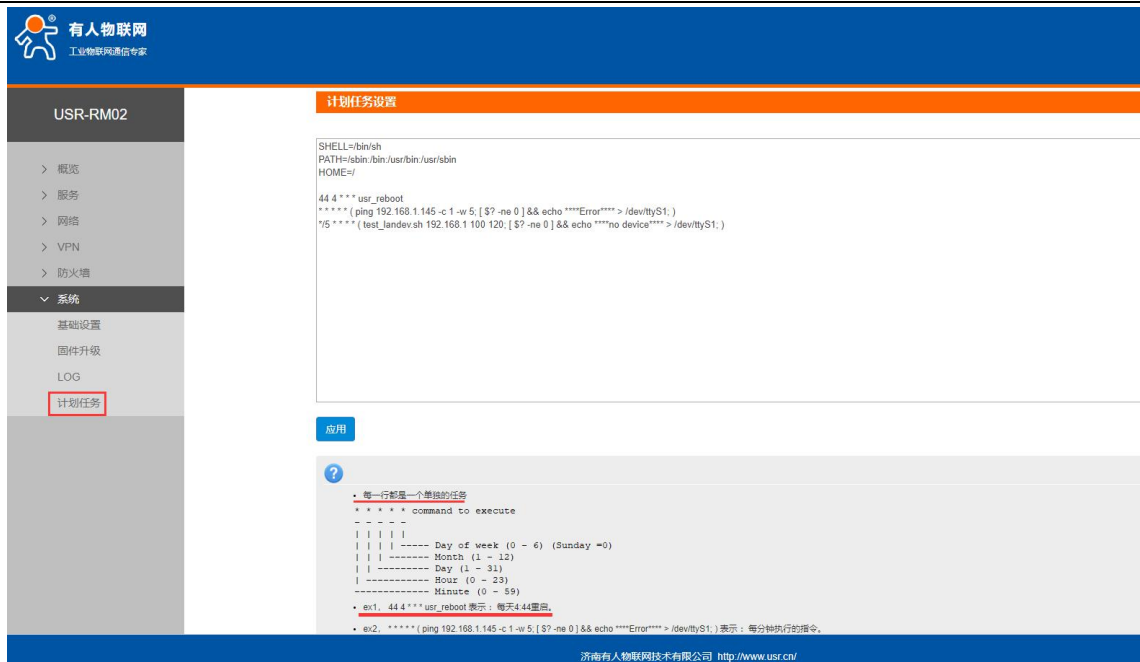 有人物联网
工业物联网通信专家
USR-RM02
概览
服务
网络
VPN
防火墙
系统
基础设置
固件升级
LOG
计划任务
计划任务设置
SHELL=/bin/sh
PATH=/sbin:/bin:/usr/bin:/usr/sbin
HOME=/
44 4 * * * usr_reboot
* * * * * ( ping 192.168.1.145 -c 1 -w 5; [ $? -ne 0 ] && echo ****Error**** > /dev/ttyS1; )
*/5 * * * * ( test_landev.sh 192.168.1 100 120; [ $? -ne 0 ] && echo ****no device**** > /dev/ttyS1; )
应用
• 每一行都是一个单独的任务
* * * * * command to execute
- - - - -
| | | | |
| | | | ----- Day of week (0 - 6) (Sunday =0)
| | | ------- Month (1 - 12)
| | --------- Day (1 - 31)
| ----------- Hour (0 - 23)
------------- Minute (0 - 59)
• ex1， 44 4 * * * usr_reboot 表示： 每天4:44重启。
• ex2， * * * * * ( ping 192.168.1.145 -c 1 -w 5; [ $? -ne 0 ] && echo ****Error**** > /dev/ttyS1; ) 表示： 每分钟执行的指令。
济南有人物联网技术有限公司 http://www.usr.cn/